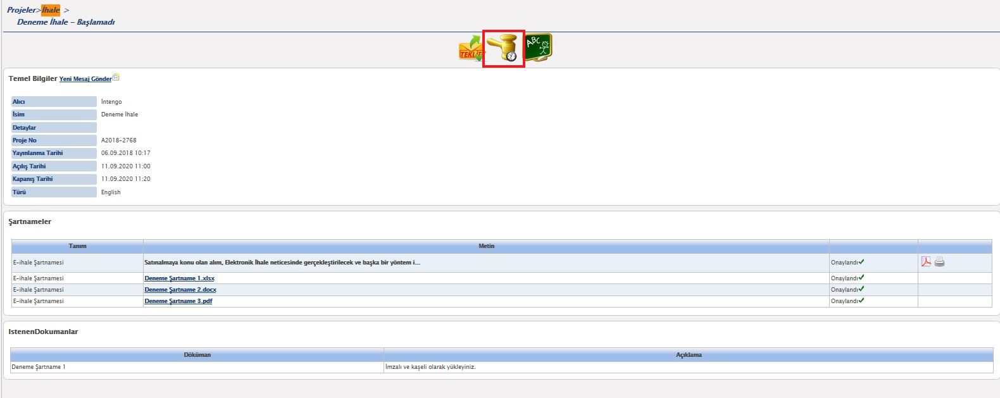 Projeler>İhale >
Deneme İhale - Başlamadı
TEKLİF
ABC
Temel Bilgiler Yeni Mesaj Gönder
Alıcı İntengo
İsim Deneme İhale
Detaylar
Proje No A2018-2768
Yayınlanma Tarihi 06.09.2018 10:17
Açılış Tarihi 11.09.2020 11:00
Kapanış Tarihi 11.09.2020 11:20
Türü English
Şartnameler
Tanım Metin
E-ihale Şartnamesi Satınalmaya konu olan alım, Elektronik İhale neticesinde gerçekleştirilecek ve başka bir yöntem i... Onaylandı
E-ihale Şartnamesi Deneme Şartname 1.xlsx Onaylandı
E-ihale Şartnamesi Deneme Şartname 2.docx Onaylandı
E-ihale Şartnamesi Deneme Şartname 3.pdf Onaylandı
IstenenDokumanlar
Döküman Açıklama
Deneme Şartname 1 İmzalı ve kaşeli olarak yükleyiniz.